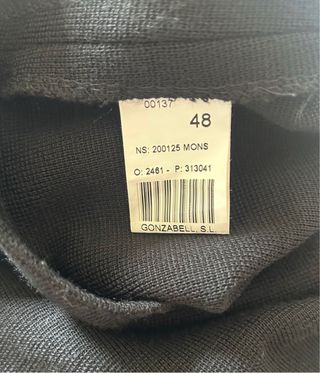 00137
48
NS: 200125 MONS
O: 2461 - P: 313041
GONZABELL, S.L.